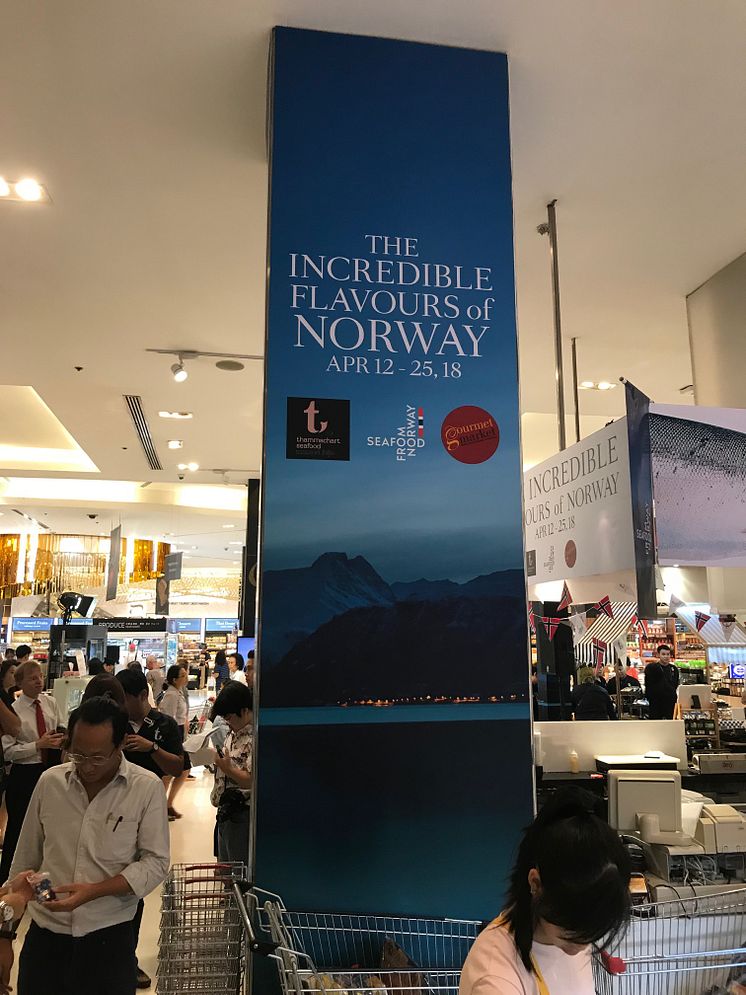 THE
INCREDIBLE
FLAVOURS of
NORWAY
APR 12 - 25, 18
t
thammachart
seafood
SEAFOOD
FROM
NORWAY
Gourmet
market
INCREDIBLE
OURS of NORWAY
APR 12 - 25, 18
PRODUCE